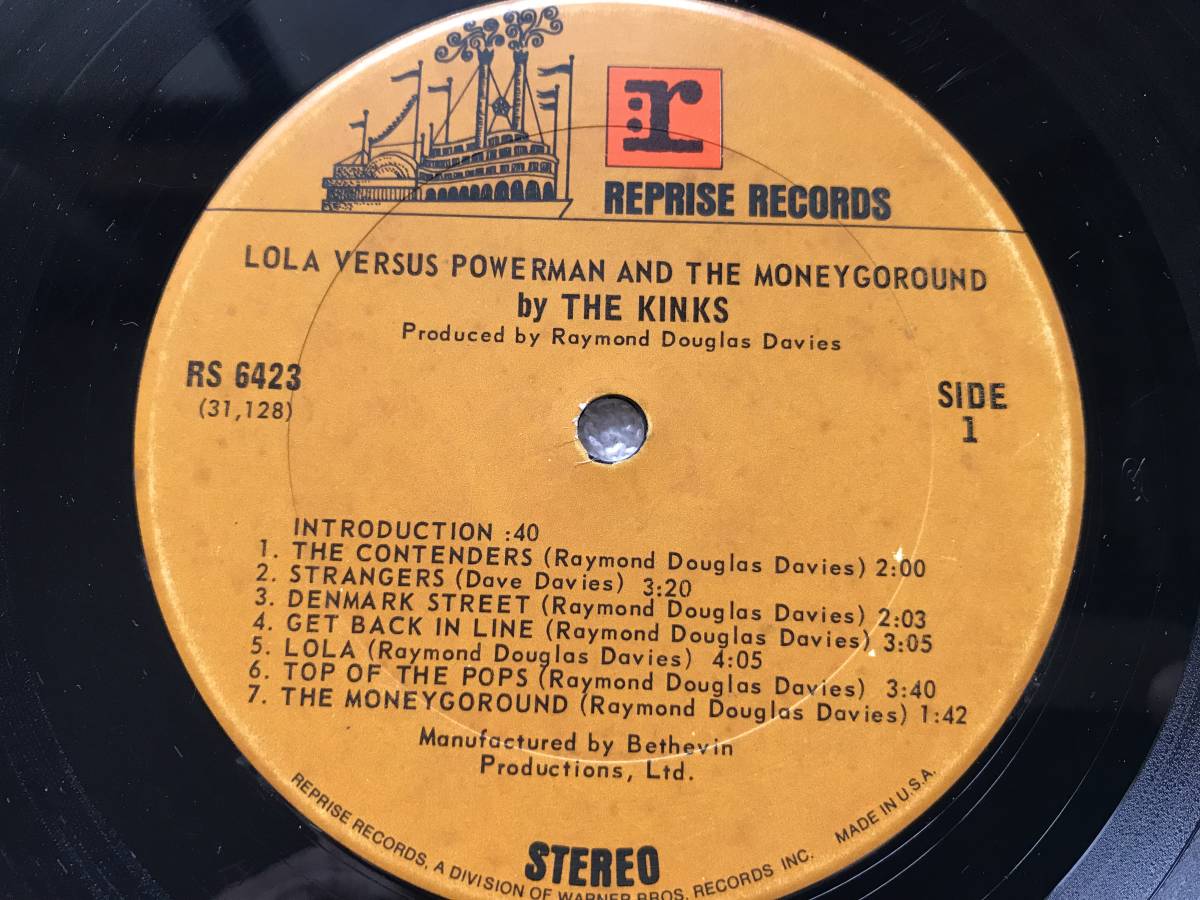 r
REPRISE RECORDS
LOLA VERSUS POWERMAN AND THE MONEYGOROUND
by THE KINKS
Produced by Raymond Douglas Davies
RS 6423
(31,128)
SIDE
1
INTRODUCTION :40
1. THE CONTENDERS (Raymond Douglas Davies) 2:00
2. STRANGERS (Dave Davies) 3:20
3. DENMARK STREET (Raymond Douglas Davies) 2:03
4. GET BACK IN LINE (Raymond Douglas Davies) 3:05
5. LOLA (Raymond Douglas Davies) 4:05
6. TOP OF THE POPS (Raymond Douglas Davies) 3:40
7. THE MONEYGOROUND (Raymond Douglas Davies) 1:42
Manufactured by Bethevin
Productions, Ltd.
STEREO
REPRISE RECORDS, A DIVISION OF WARNER BROS. RECORDS INC. MADE IN U.S.A.